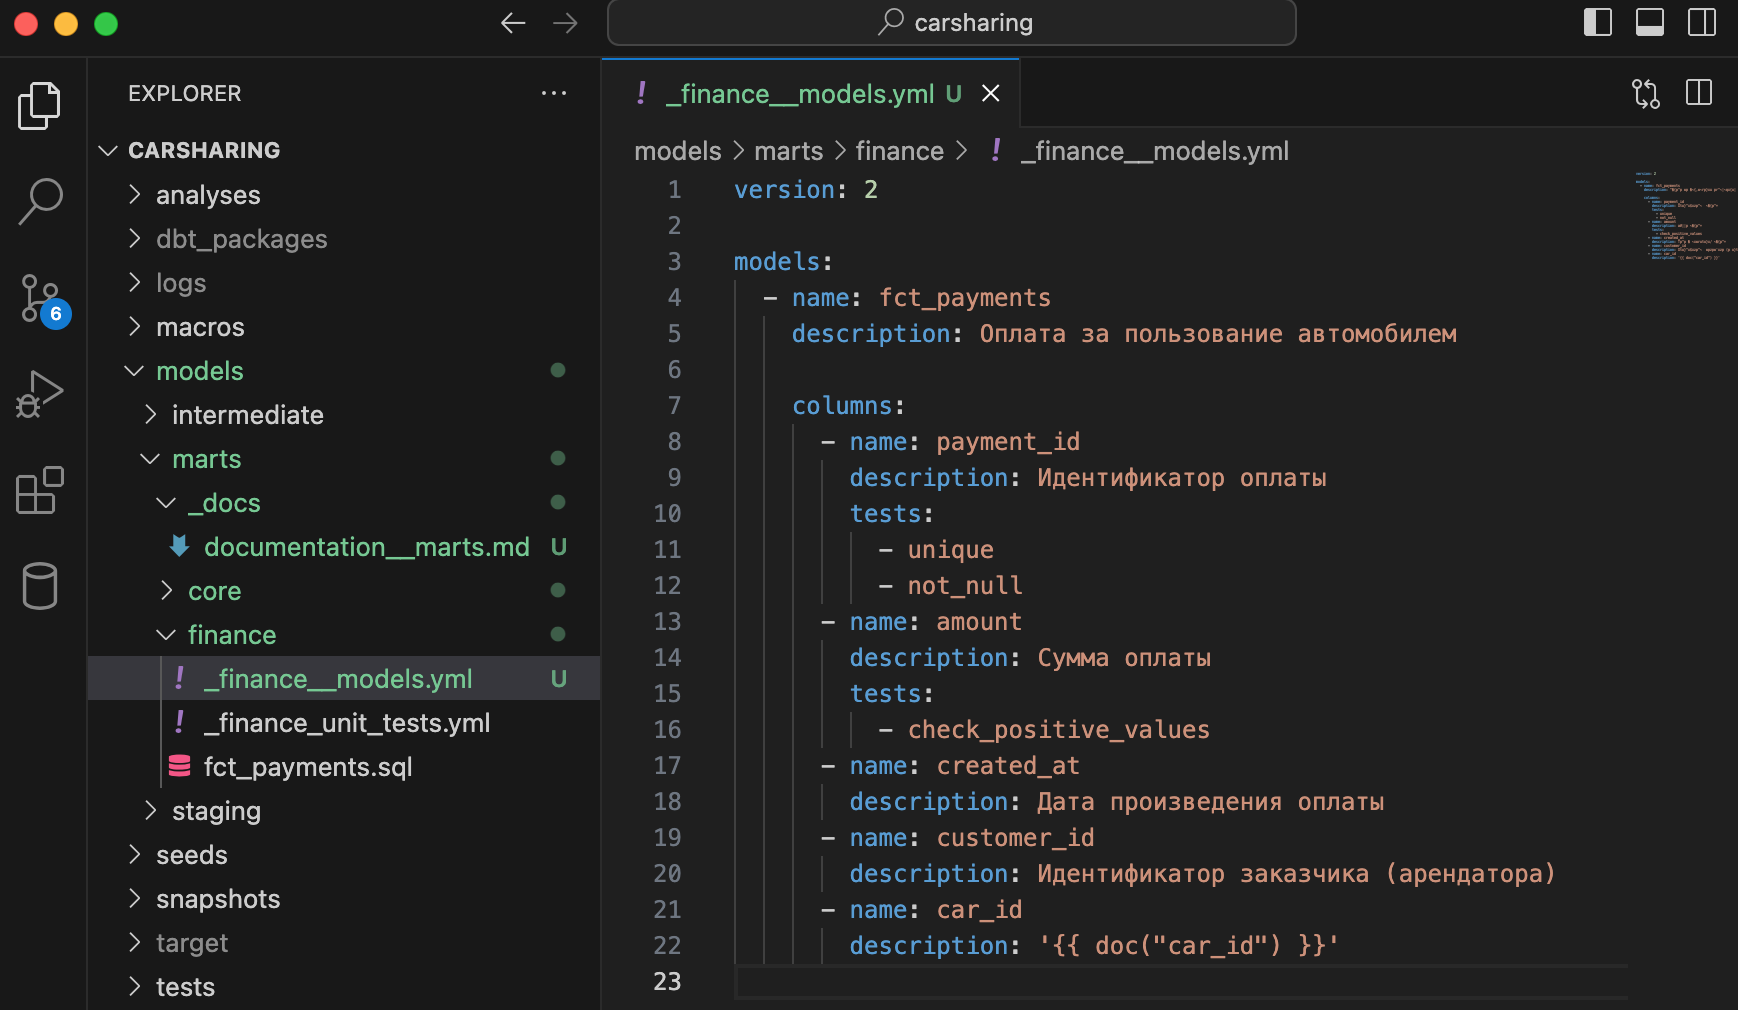 carsharing
EXPLORER
CARSHARING
analyses
dbt_packages
logs
macros
models
intermediate
marts
_docs
documentation__marts.md U
core
finance
_finance__models.yml U
_finance_unit_tests.yml
fct_payments.sql
staging
seeds
snapshots
target
tests
6
! _finance__models.yml U
models > marts > finance > ! _finance__models.yml
1 version: 2
2
3 models:
4 - name: fct_payments
5 description: Оплата за пользование автомобилем
6
7 columns:
8 - name: payment_id
9 description: Идентификатор оплаты
10 tests:
11 - unique
12 - not_null
13 - name: amount
14 description: Сумма оплаты
15 tests:
16 - check_positive_values
17 - name: created_at
18 description: Дата произведения оплаты
19 - name: customer_id
20 description: Идентификатор заказчика (арендатора)
21 - name: car_id
22 description: '{{ doc("car_id") }}'
23